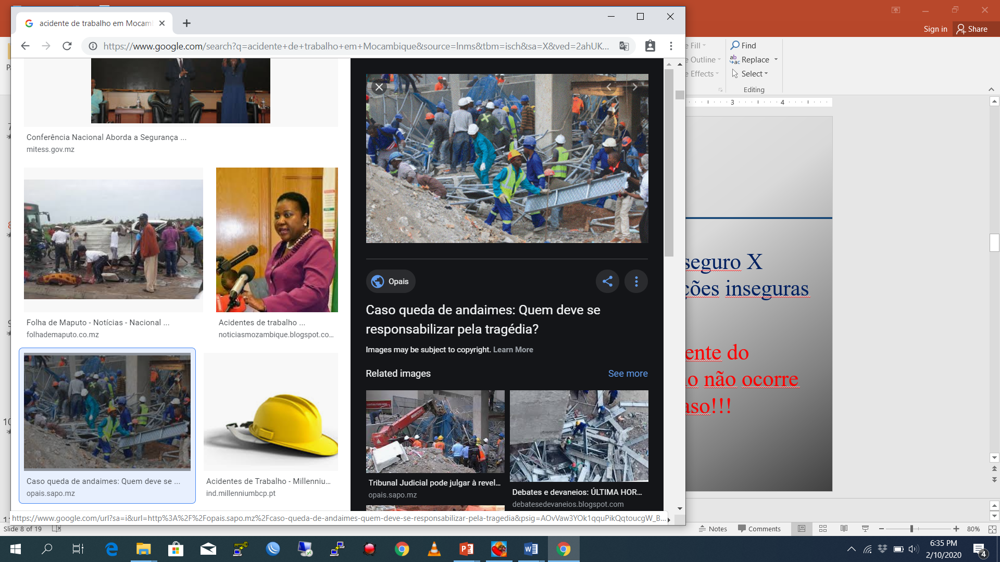 acidente de trabalho em Mocam
https://www.google.com/search?q=acidente+de+trabalho+em+Mocambique&source=lnms&tbm=isch&sa=X&ved=2ahUK...
Conferência Nacional Aborda a Segurança ...
mitess.gov.mz
Folha de Maputo - Notícias - Nacional ...
folhademaputo.co.mz
Acidentes de trabalho ...
noticiasmozambique.blogspot.co...
Caso queda de andaimes: Quem deve se ...
opais.sapo.mz
Acidentes de Trabalho - Millenniu...
ind.millenniumbcp.pt
Opais
Caso queda de andaimes: Quem deve se
responsabilizar pela tragédia?
Images may be subject to copyright. Learn More
Related images
See more
Tribunal Judicial pode julgar à revel...
opais.sapo.mz
Debates e devaneios: ÚLTIMA HOR...
debatesedevaneios.blogspot.com
https://www.google.com/url?sa=i&url=http%3A%2F%2Fopais.sapo.mz%2Fcaso-queda-de-andaimes-quem-deve-se-responsabilizar-pela-tragedia&psig=AOvVaw3YOk1qquPikQqtoucgW_B...
Sign in
Share
Fill
Outline
Effects
Find
Replace
Select
Editing
3
4
seguro X
ções inseguras
ente do
o não ocorre
aso!!!
7
8
9
10
Slide 8 of 19
Notes
Comments
80%
6:35 PM
2/10/2020
4